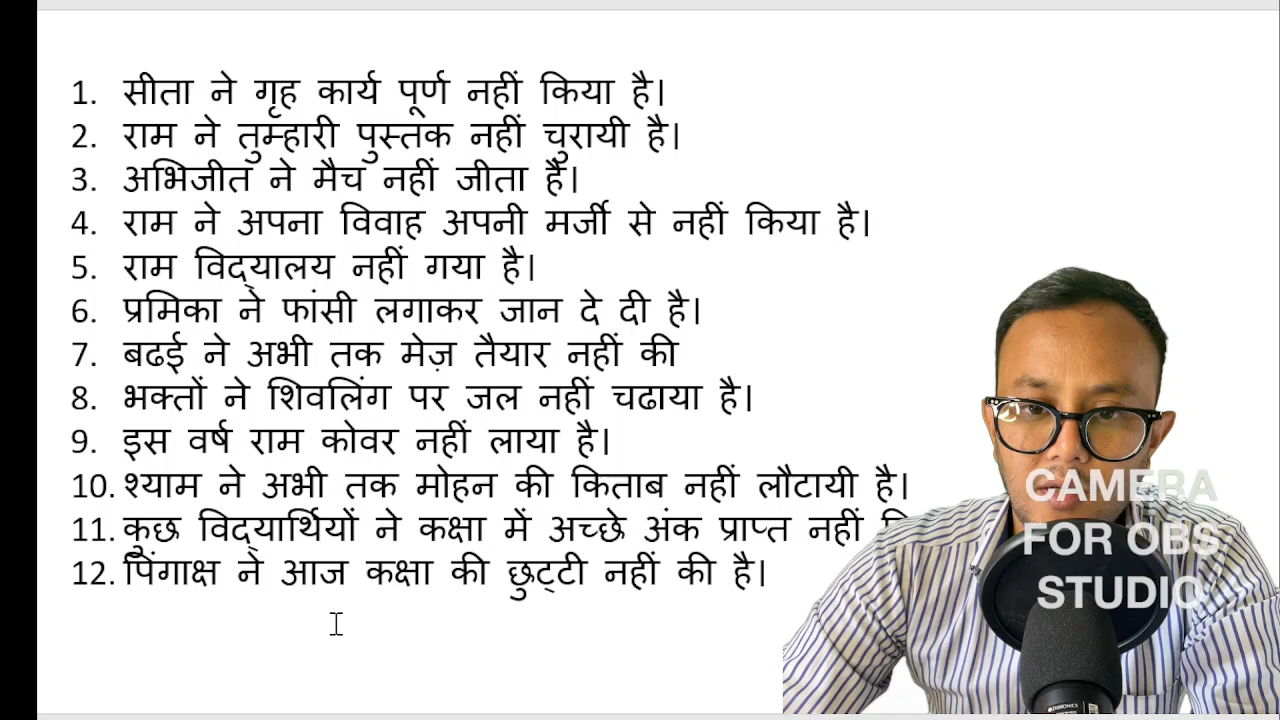 1. सीता ने गृह कार्य पूर्ण नहीं किया है।
2. राम ने तुम्हारी पुस्तक नहीं चुरायी है।
3. अभिजीत ने मैच नहीं जीता है।
4. राम ने अपना विवाह अपनी मर्जी से नहीं किया है।
5. राम विद्यालय नहीं गया है।
6. प्रमिका ने फांसी लगाकर जान दे दी है।
7. बढई ने अभी तक मेज़ तैयार नहीं की
8. भक्तों ने शिवलिंग पर जल नहीं चढाया है।
9. इस वर्ष राम कोवर नहीं लाया है।
10. श्याम ने अभी तक मोहन की किताब नहीं लौटायी है।
11. कुछ विद्यार्थियों ने कक्षा में अच्छे अंक प्राप्त नहीं
12. पिंगाक्ष ने आज कक्षा की छुट्टी नहीं की है।
CAMERA
FOR OBS
STUDIO